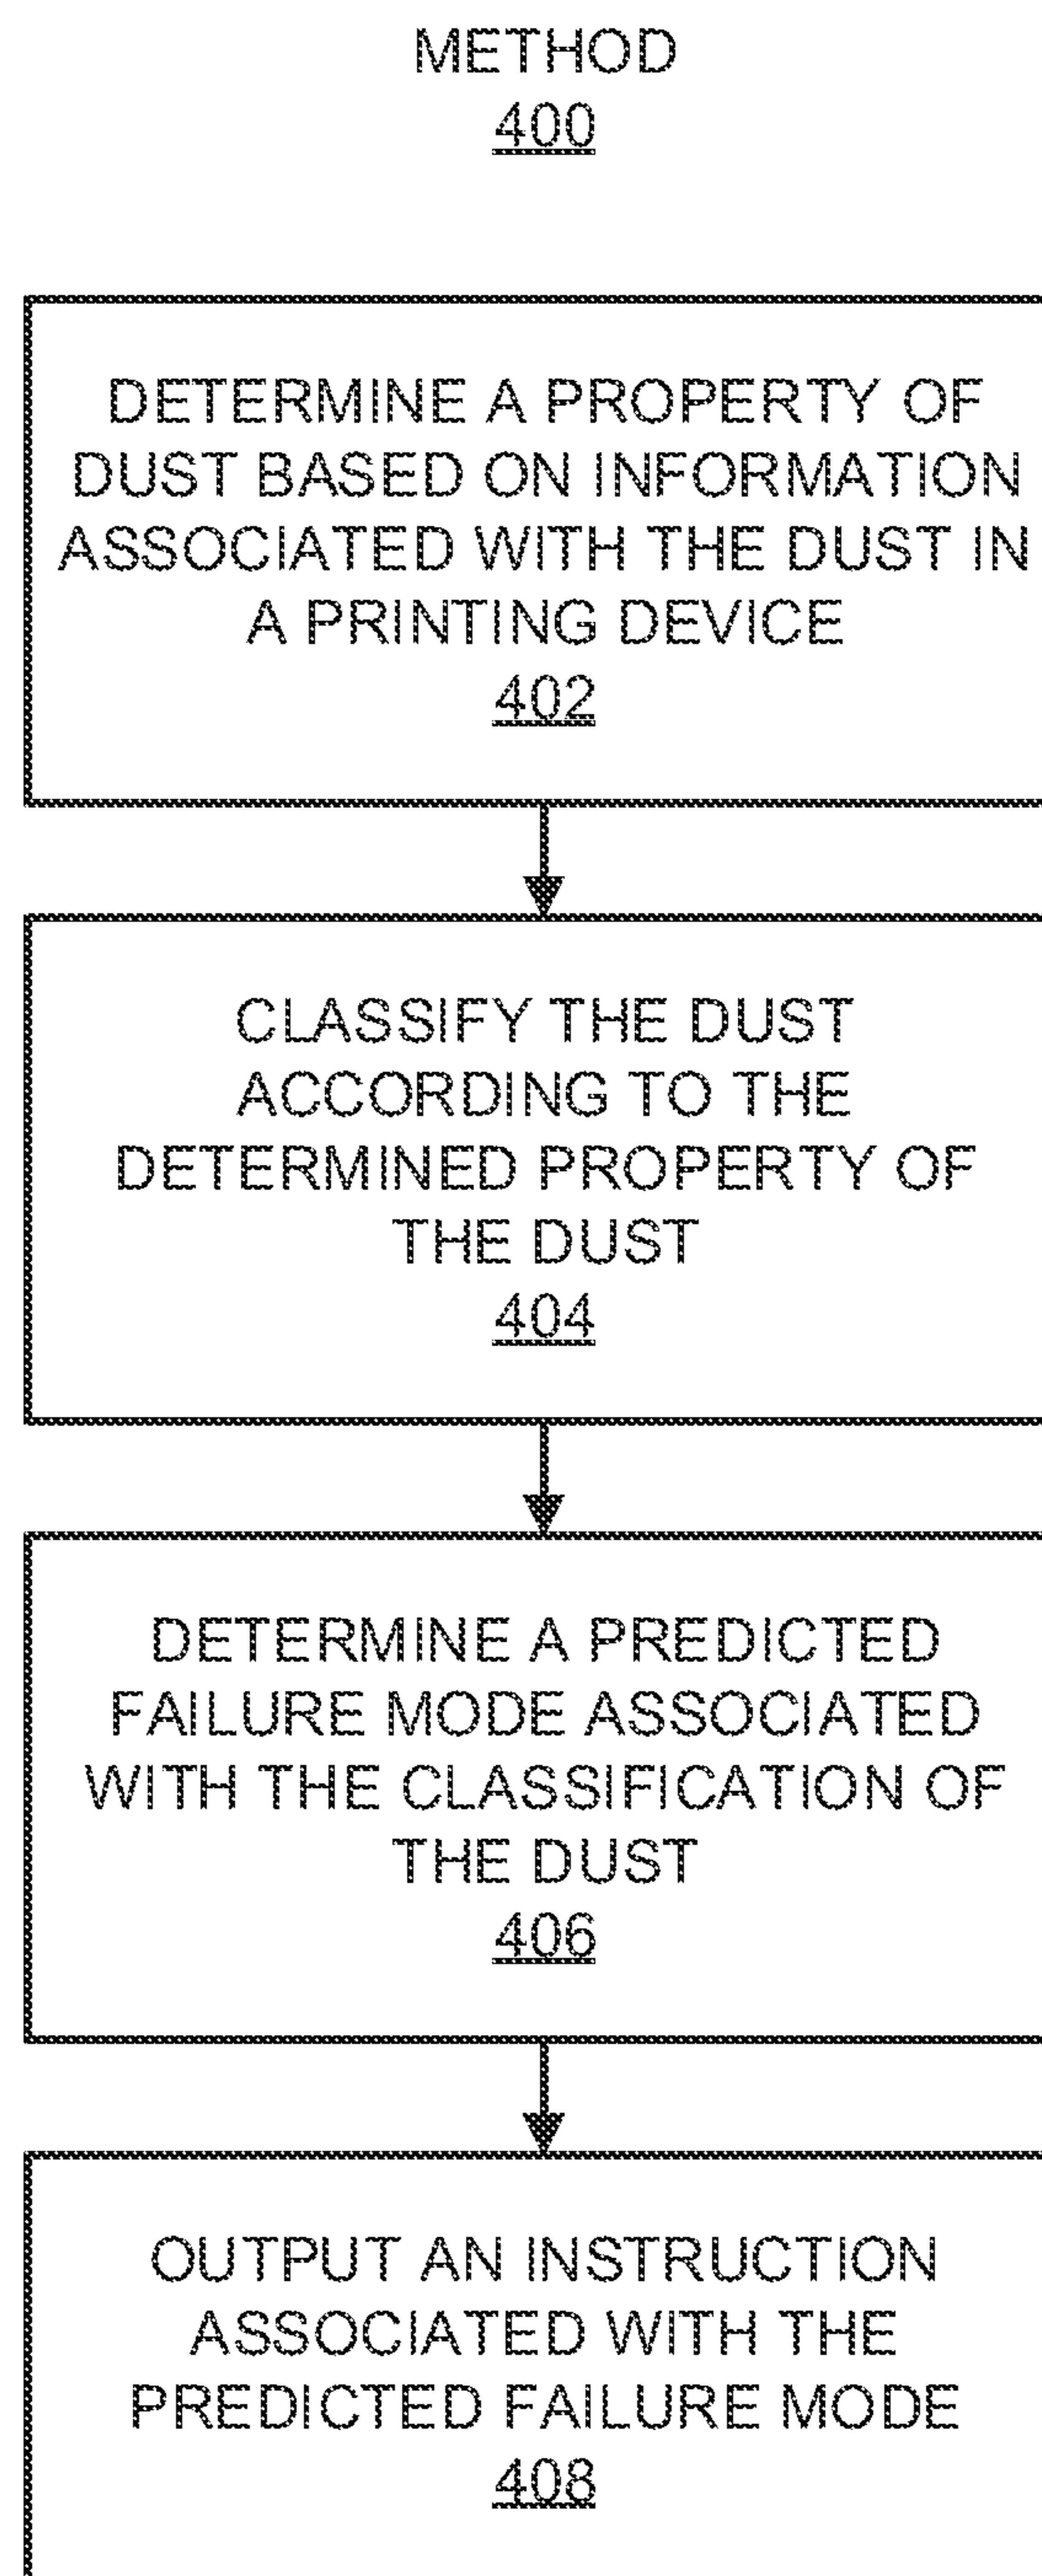 METHOD
400
DETERMINE A PROPERTY OF
DUST BASED ON INFORMATION
ASSOCIATED WITH THE DUST IN
A PRINTING DEVICE
402
CLASSIFY THE DUST
ACCORDING TO THE
DETERMINED PROPERTY OF
THE DUST
404
DETERMINE A PREDICTED
FAILURE MODE ASSOCIATED
WITH THE CLASSIFICATION OF
THE DUST
406
OUTPUT AN INSTRUCTION
ASSOCIATED WITH THE
PREDICTED FAILURE MODE
408